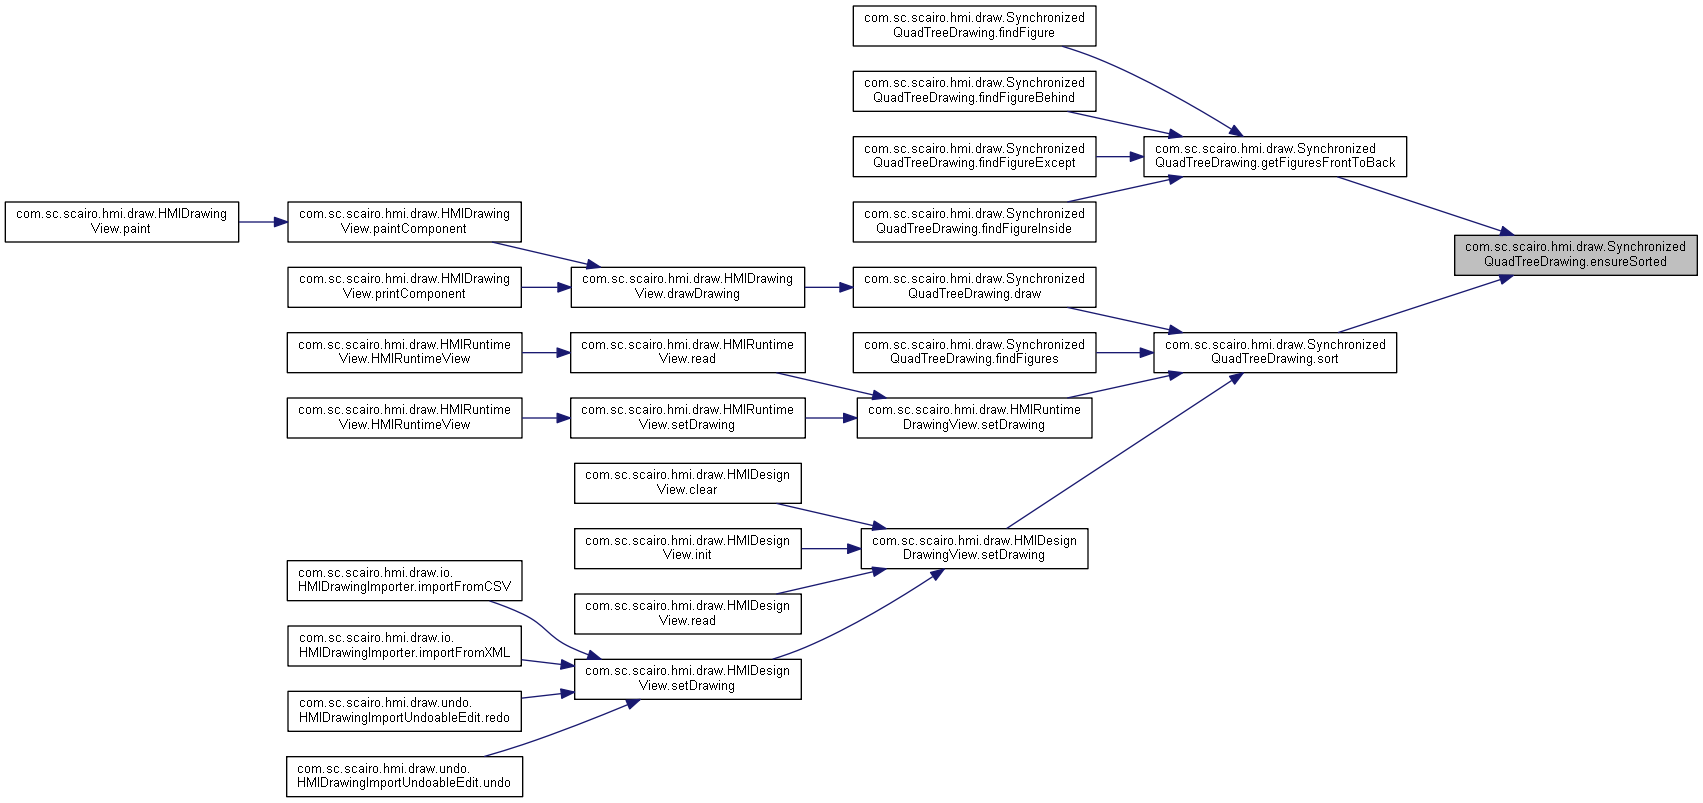 com.sc.scairo.hmi.draw.Synchronized
QuadTreeDrawing.findFigure
com.sc.scairo.hmi.draw.Synchronized
QuadTreeDrawing.findFigureBehind
com.sc.scairo.hmi.draw.Synchronized
QuadTreeDrawing.findFigureExcept
com.sc.scairo.hmi.draw.Synchronized
QuadTreeDrawing.getFiguresFrontToBack
com.sc.scairo.hmi.draw.HMIDrawing
View.paint
com.sc.scairo.hmi.draw.HMIDrawing
View.paintComponent
com.sc.scairo.hmi.draw.Synchronized
QuadTreeDrawing.findFigureInside
com.sc.scairo.hmi.draw.Synchronized
QuadTreeDrawing.ensureSorted
com.sc.scairo.hmi.draw.HMIDrawing
View.printComponent
com.sc.scairo.hmi.draw.HMIDrawing
View.drawDrawing
com.sc.scairo.hmi.draw.Synchronized
QuadTreeDrawing.draw
com.sc.scairo.hmi.draw.HMIRuntime
View.HMIRuntimeView
com.sc.scairo.hmi.draw.HMIRuntime
View.read
com.sc.scairo.hmi.draw.Synchronized
QuadTreeDrawing.findFigures
com.sc.scairo.hmi.draw.Synchronized
QuadTreeDrawing.sort
com.sc.scairo.hmi.draw.HMIRuntime
View.HMIRuntimeView
com.sc.scairo.hmi.draw.HMIRuntime
View.setDrawing
com.sc.scairo.hmi.draw.HMIRuntime
DrawingView.setDrawing
com.sc.scairo.hmi.draw.HMIDesign
View.clear
com.sc.scairo.hmi.draw.HMIDesign
View.init
com.sc.scairo.hmi.draw.HMIDesign
DrawingView.setDrawing
com.sc.scairo.hmi.draw.io.
HMIDrawingImporter.importFromCSV
com.sc.scairo.hmi.draw.HMIDesign
View.read
com.sc.scairo.hmi.draw.io.
HMIDrawingImporter.importFromXML
com.sc.scairo.hmi.draw.HMIDesign
View.setDrawing
com.sc.scairo.hmi.draw.undo.
HMIDrawingImportUndoableEdit.redo
com.sc.scairo.hmi.draw.undo.
HMIDrawingImportUndoableEdit.undo